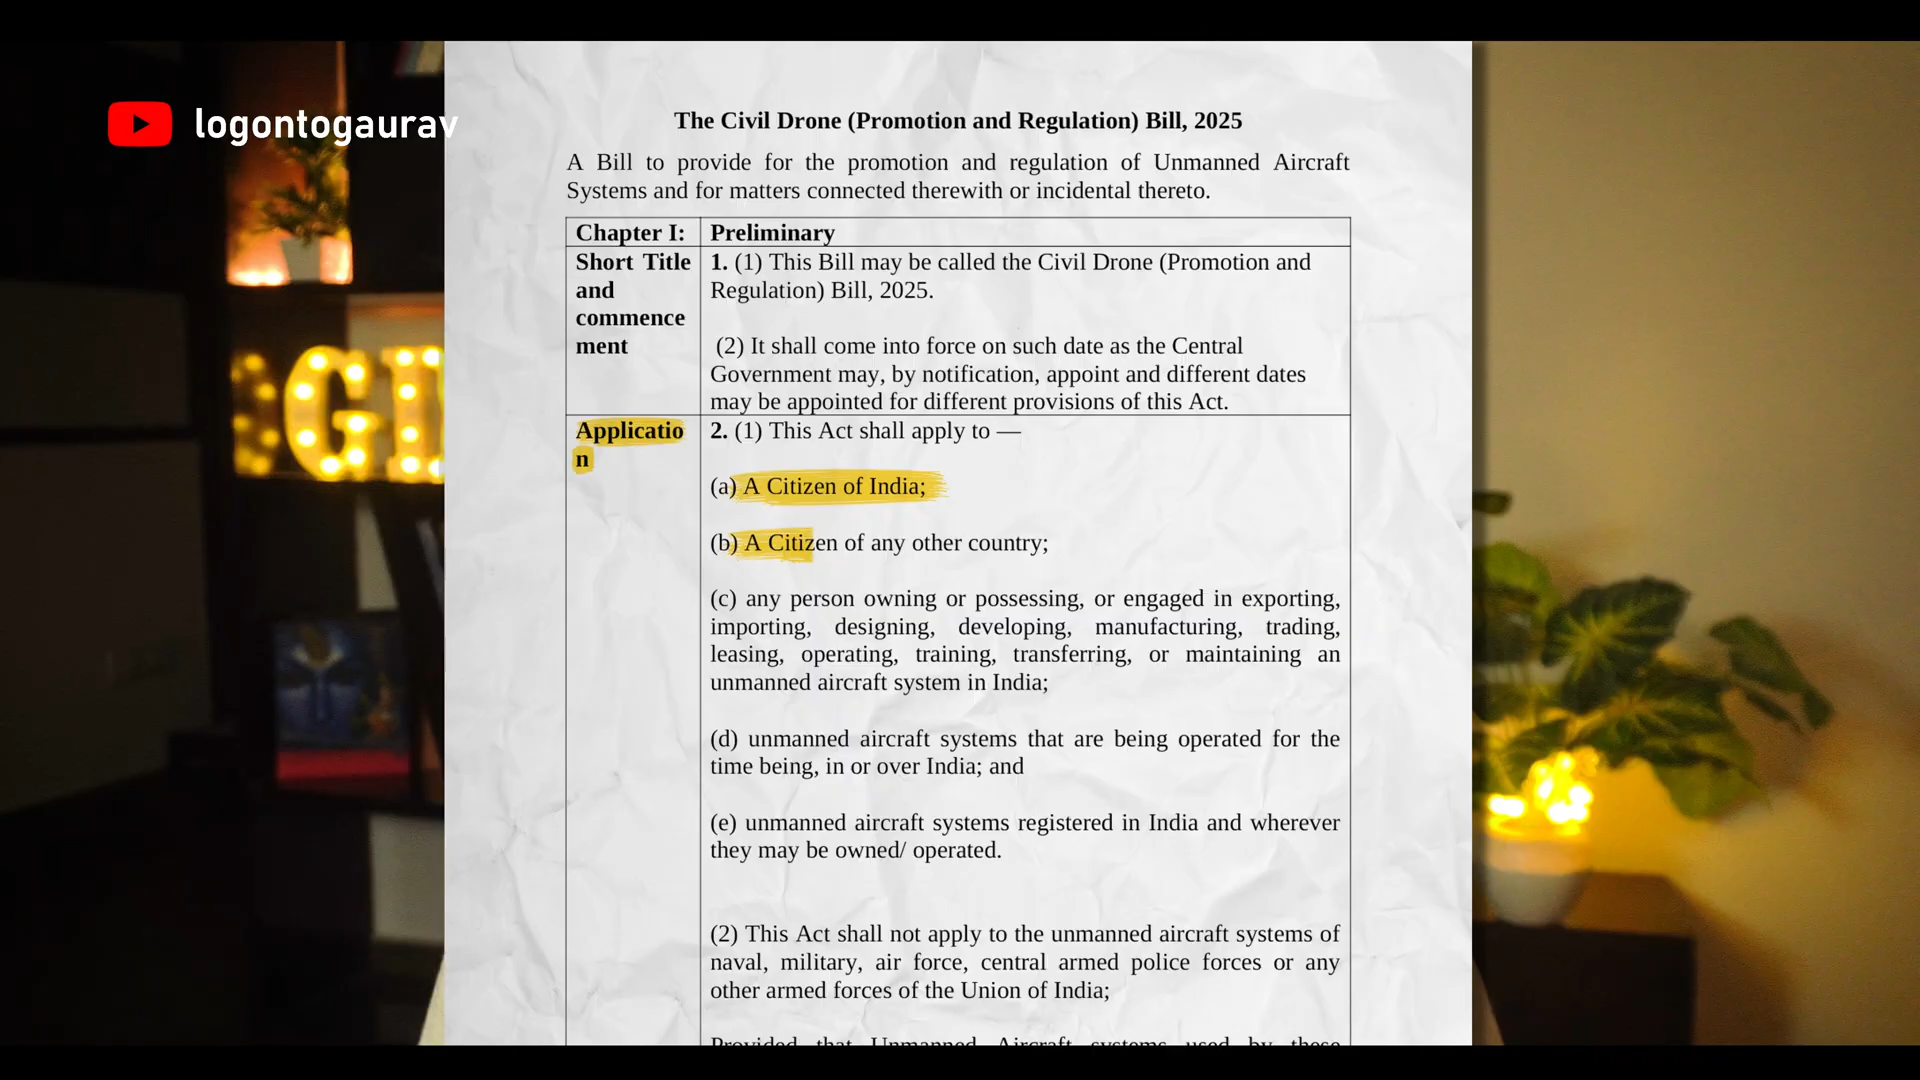 logontogaurav
The Civil Drone (Promotion and Regulation) Bill, 2025
A Bill to provide for the promotion and regulation of Unmanned Aircraft
Systems and for matters connected therewith or incidental thereto.
Chapter I: Preliminary
Short Title
and
commence
ment
1. (1) This Bill may be called the Civil Drone (Promotion and
Regulation) Bill, 2025.
(2) It shall come into force on such date as the Central
Government may, by notification, appoint and different dates
may be appointed for different provisions of this Act.
Applicatio
n
2. (1) This Act shall apply to —
(a) A Citizen of India;
(b) A Citizen of any other country;
(c) any person owning or possessing, or engaged in exporting,
importing, designing, developing, manufacturing, trading,
leasing, operating, training, transferring, or maintaining an
unmanned aircraft system in India;
(d) unmanned aircraft systems that are being operated for the
time being, in or over India; and
(e) unmanned aircraft systems registered in India and wherever
they may be owned/ operated.
(2) This Act shall not apply to the unmanned aircraft systems of
naval, military, air force, central armed police forces or any
other armed forces of the Union of India;
Provided that Unmanned Aircraft systems used by these